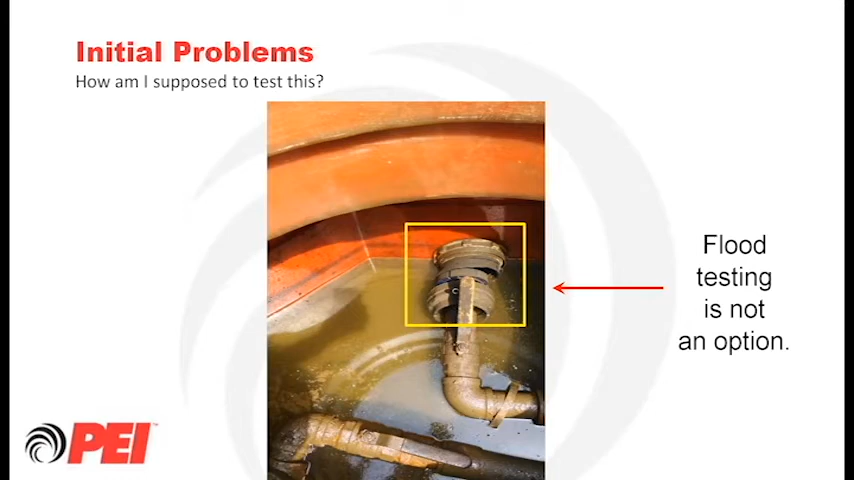 Initial Problems
How am I supposed to test this?
Flood
testing
is not
an option.
PEI